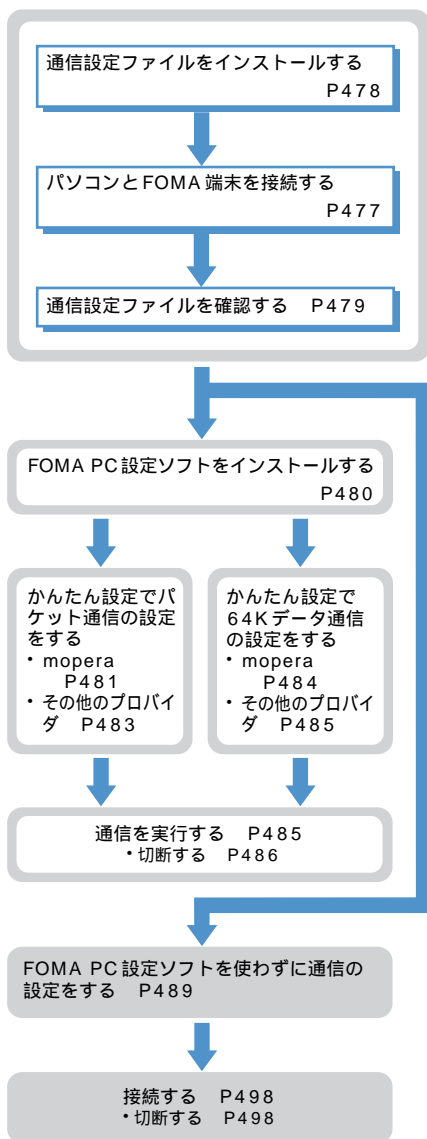 通信設定ファイルをインストールする
P478
パソコンとFOMA端末を接続する
P477
通信設定ファイルを確認する P479
FOMA PC設定ソフトをインストールする
P480
かんたん設定でパ
ケット通信の設定
をする
・mopera
P481
・その他のプロバイ
ダ P483
かんたん設定で
64Kデータ通信
の設定をする
・mopera
P484
・その他のプロバイ
ダ P485
通信を実行する P485
・切断する P486
FOMA PC設定ソフトを使わずに通信の
設定をする P489
接続する P498
・切断する P498